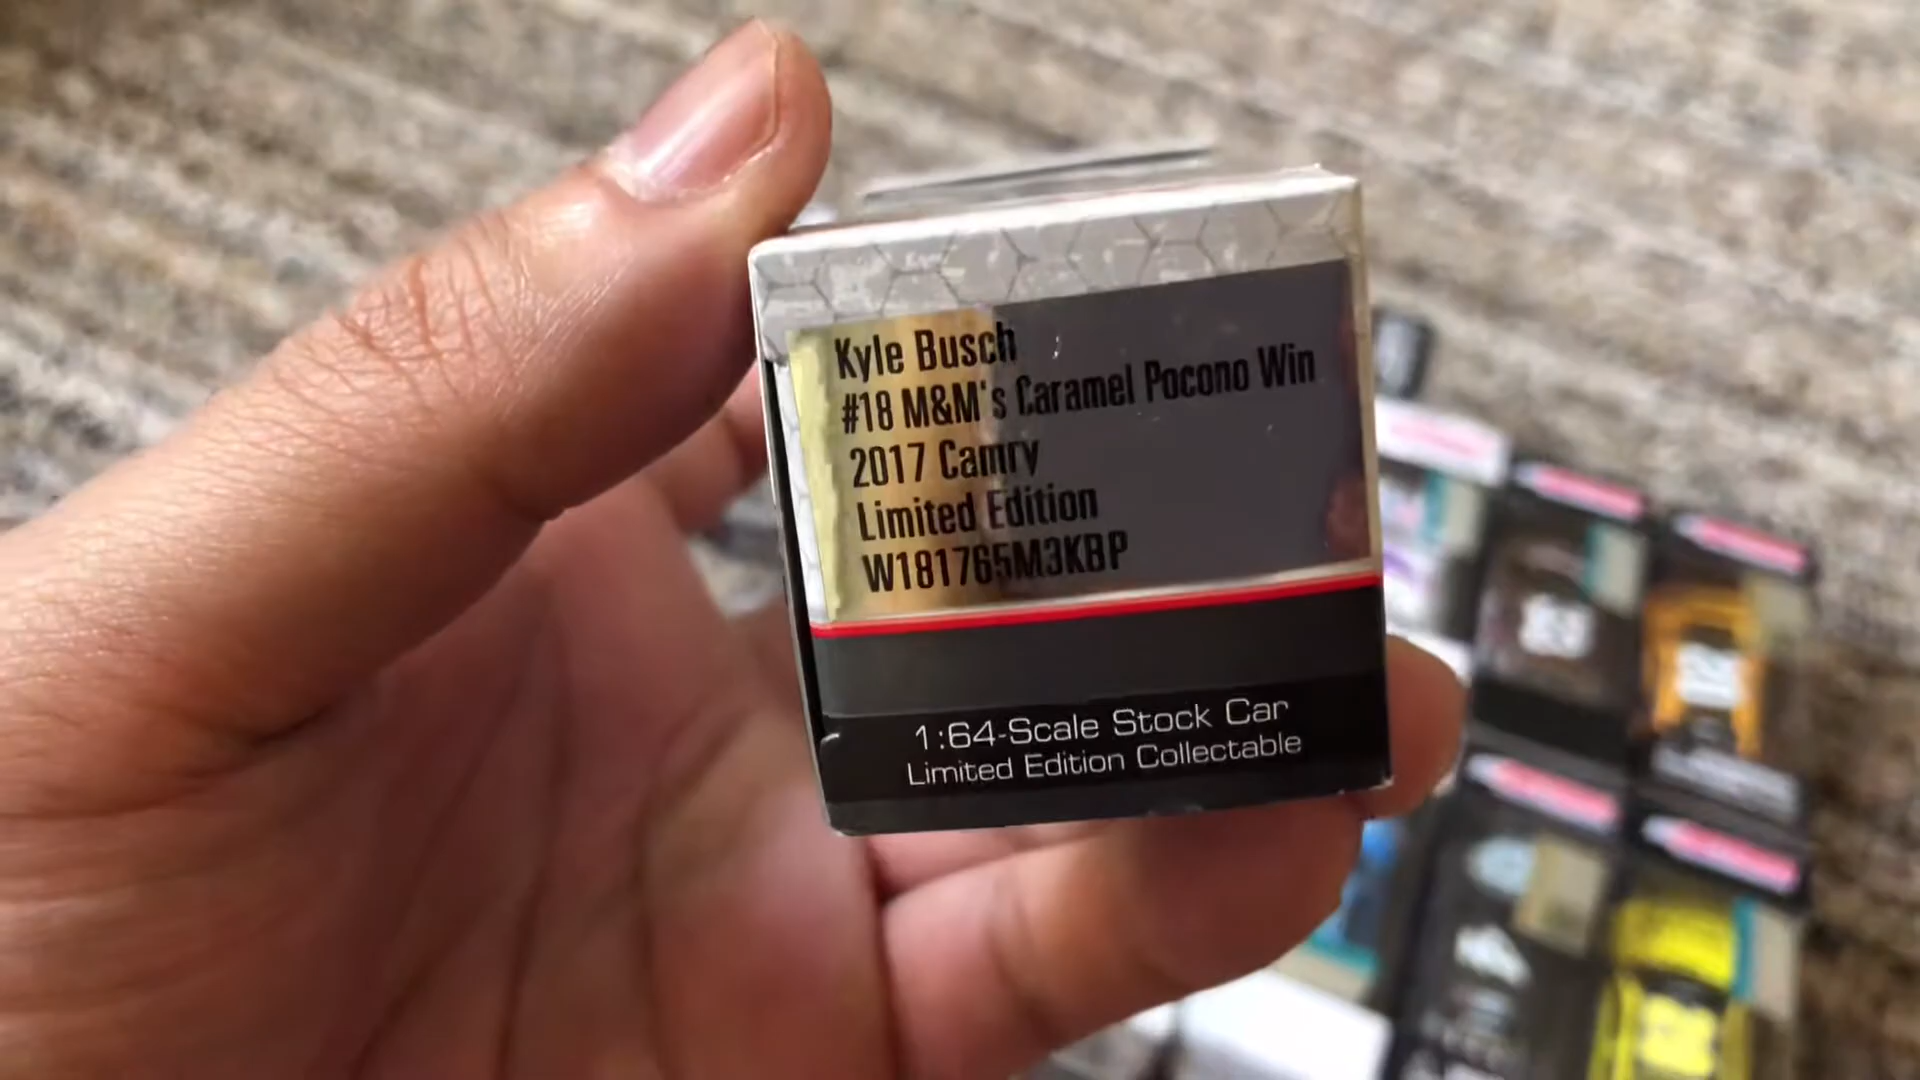 Kyle Busch
#18 M&M's Caramel Pocono Win
2017 Camry
Limited Edition
W181765M3KBP
1:64-Scale Stock Car
Limited Edition Collectable